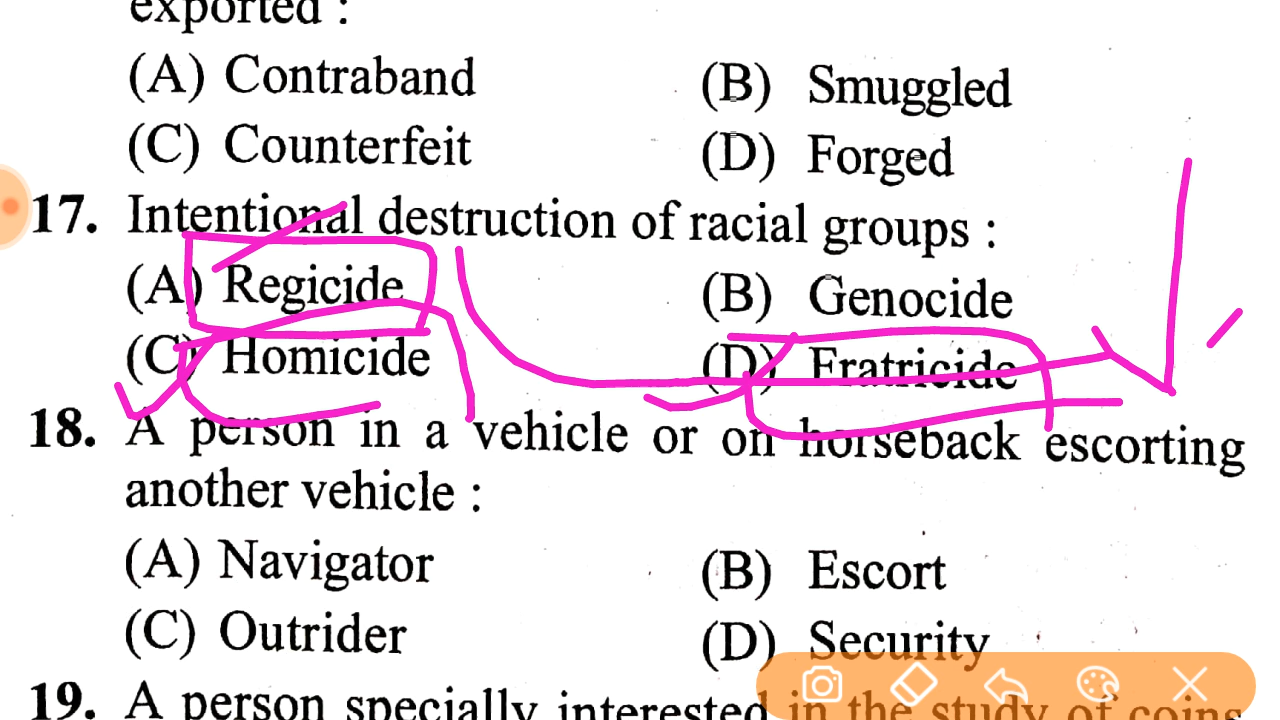 exported :
(A) Contraband (B) Smuggled
(C) Counterfeit (D) Forged
17. Intentional destruction of racial groups :
(A) Regicide (B) Genocide
(C) Homicide (D) Fratricide
18. A person in a vehicle or on horseback escorting
another vehicle :
(A) Navigator (B) Escort
(C) Outrider (D) Security
19. A person specially interested in the study of coins